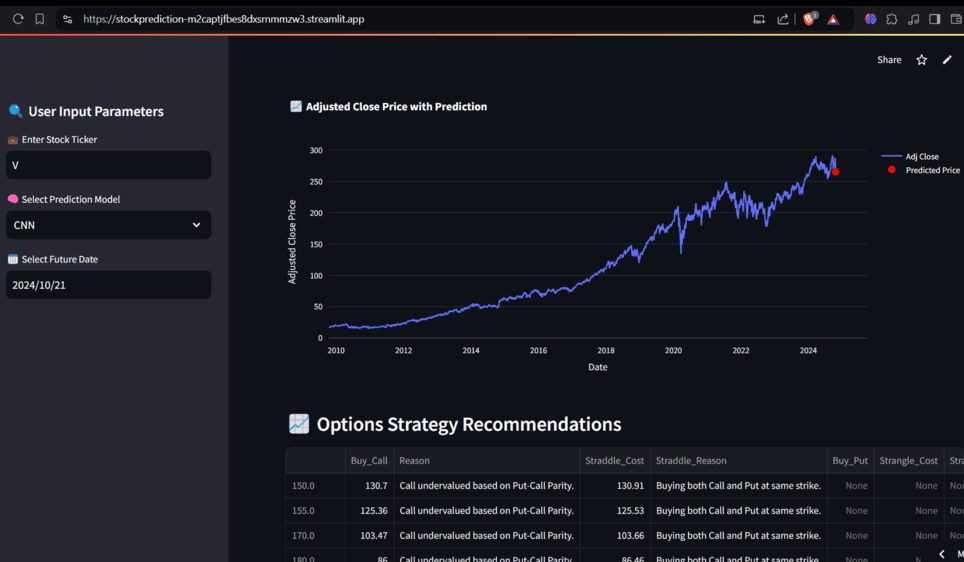 https://stockprediction-m2captjfbes8dxsrnmmzw3.streamlit.app
3
Share
User Input Parameters
Enter Stock Ticker
V
Select Prediction Model
CNN
Select Future Date
2024/10/21
Adjusted Close Price with Prediction
300
250
200
150
100
50
0
Adjusted Close Price
2010 2012 2014 2016 2018 2020 2022 2024
Date
Adj Close
Predicted Price
Options Strategy Recommendations
Buy_Call Reason Straddle_Cost Straddle_Reason Buy_Put Strangle_Cost Stra
150.0 130.7 Call undervalued based on Put-Call Parity. 130.91 Buying both Call and Put at same strike. None None Non
155.0 125.36 Call undervalued based on Put-Call Parity. 125.53 Buying both Call and Put at same strike. None None Non
170.0 103.47 Call undervalued based on Put-Call Parity. 103.66 Buying both Call and Put at same strike. None None Non
180.0 86 Call undervalued based on Put-Call Parity. 86.46 Buying both Call and Put at same strike. None